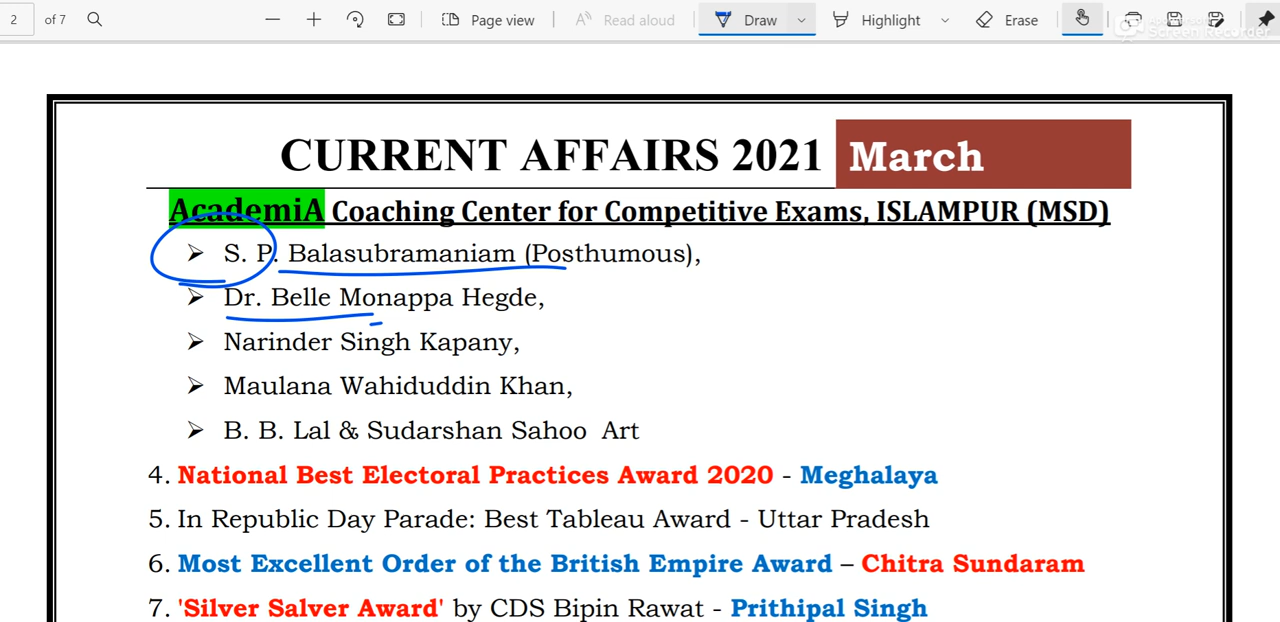 2 of 7 Page view Read aloud Draw Highlight Erase
Screen Recorder
CURRENT AFFAIRS 2021 March
AcademiA Coaching Center for Competitive Exams, ISLAMPUR (MSD)
➢ S. P. Balasubramaniam (Posthumous),
➢ Dr. Belle Monappa Hegde,
➢ Narinder Singh Kapany,
➢ Maulana Wahiduddin Khan,
➢ B. B. Lal & Sudarshan Sahoo Art
4. National Best Electoral Practices Award 2020 - Meghalaya
5. In Republic Day Parade: Best Tableau Award - Uttar Pradesh
6. Most Excellent Order of the British Empire Award – Chitra Sundaram
7. 'Silver Salver Award' by CDS Bipin Rawat - Prithipal Singh